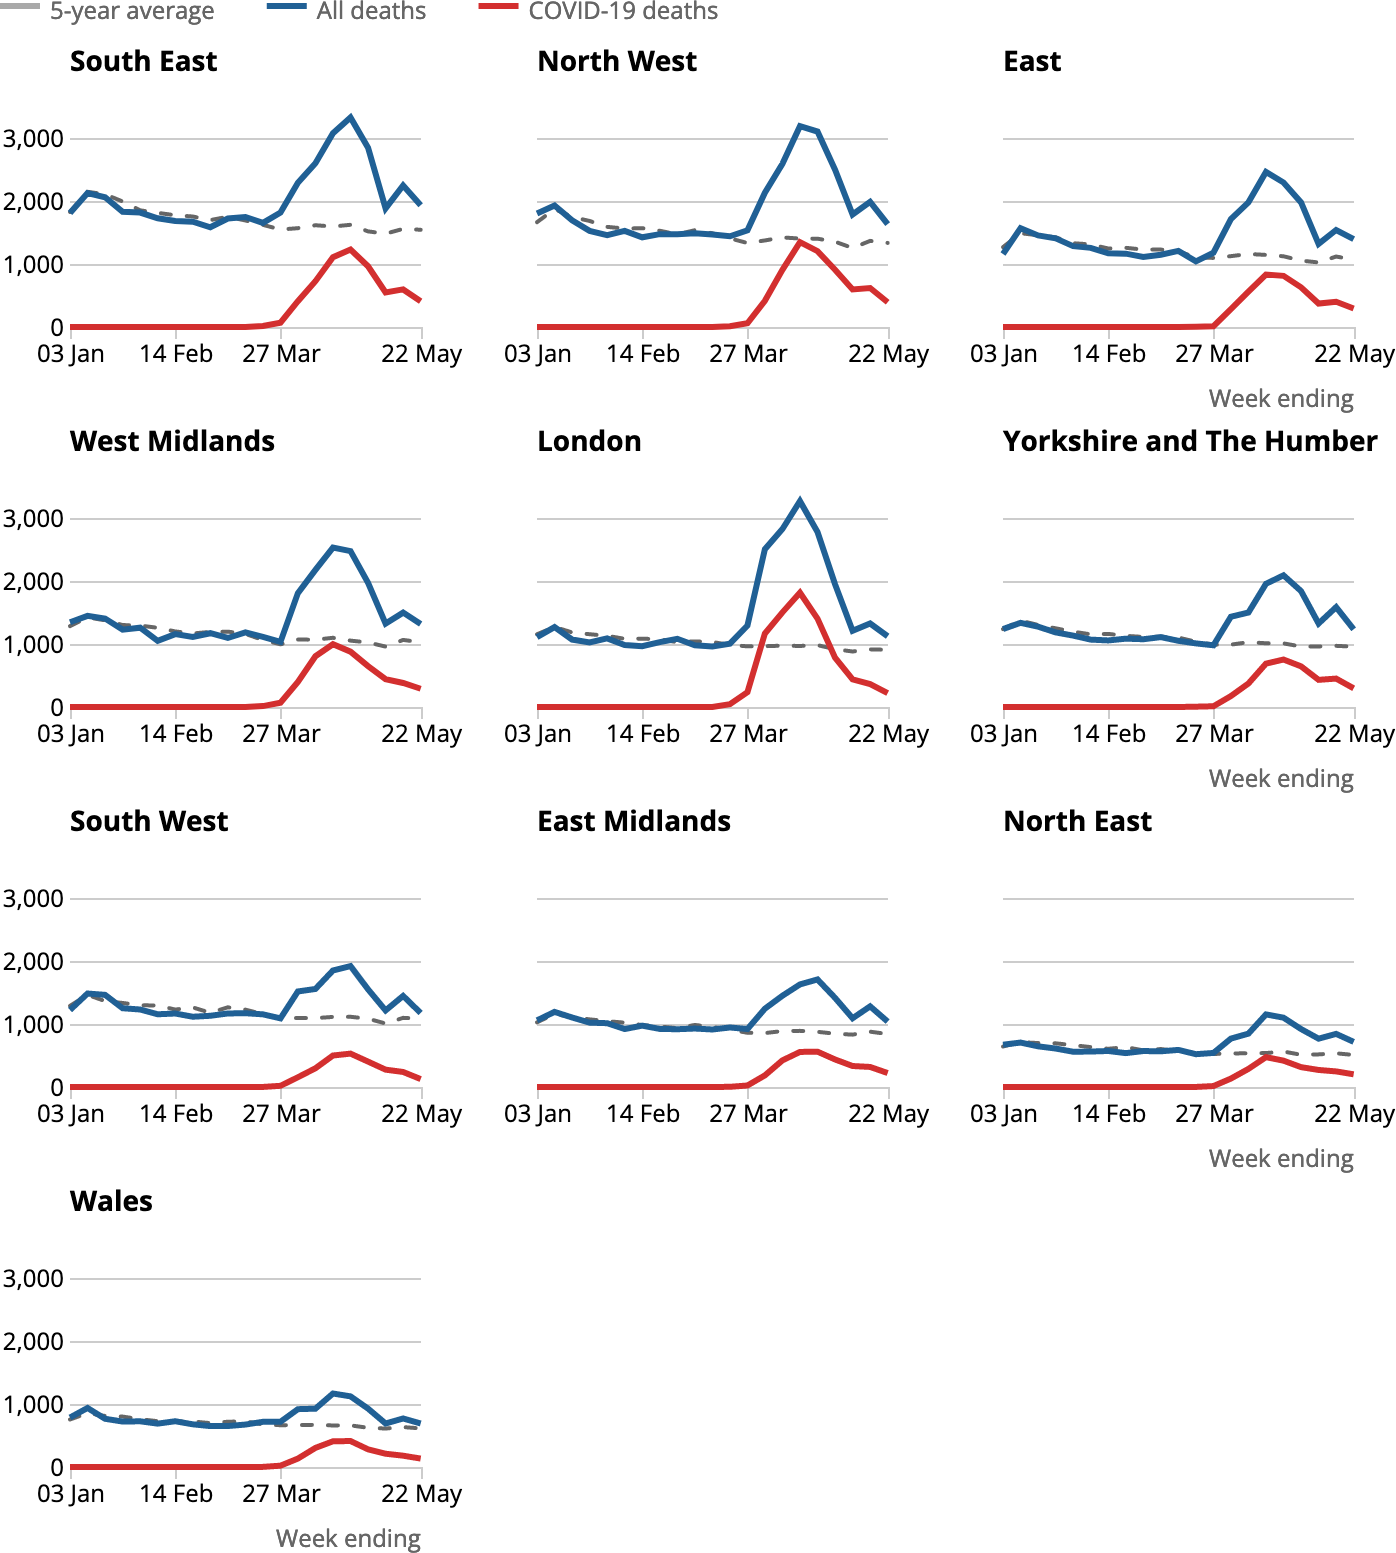 5-year average All deaths COVID-19 deaths
South East North West East
3,000
2,000
1,000
0
03 Jan 14 Feb 27 Mar 22 May 03 Jan 14 Feb 27 Mar 22 May 03 Jan 14 Feb 27 Mar 22 May
Week ending
West Midlands London Yorkshire and The Humber
3,000
2,000
1,000
0
03 Jan 14 Feb 27 Mar 22 May 03 Jan 14 Feb 27 Mar 22 May 03 Jan 14 Feb 27 Mar 22 May
Week ending
South West East Midlands North East
3,000
2,000
1,000
0
03 Jan 14 Feb 27 Mar 22 May 03 Jan 14 Feb 27 Mar 22 May 03 Jan 14 Feb 27 Mar 22 May
Week ending
Wales
3,000
2,000
1,000
0
03 Jan 14 Feb 27 Mar 22 May
Week ending